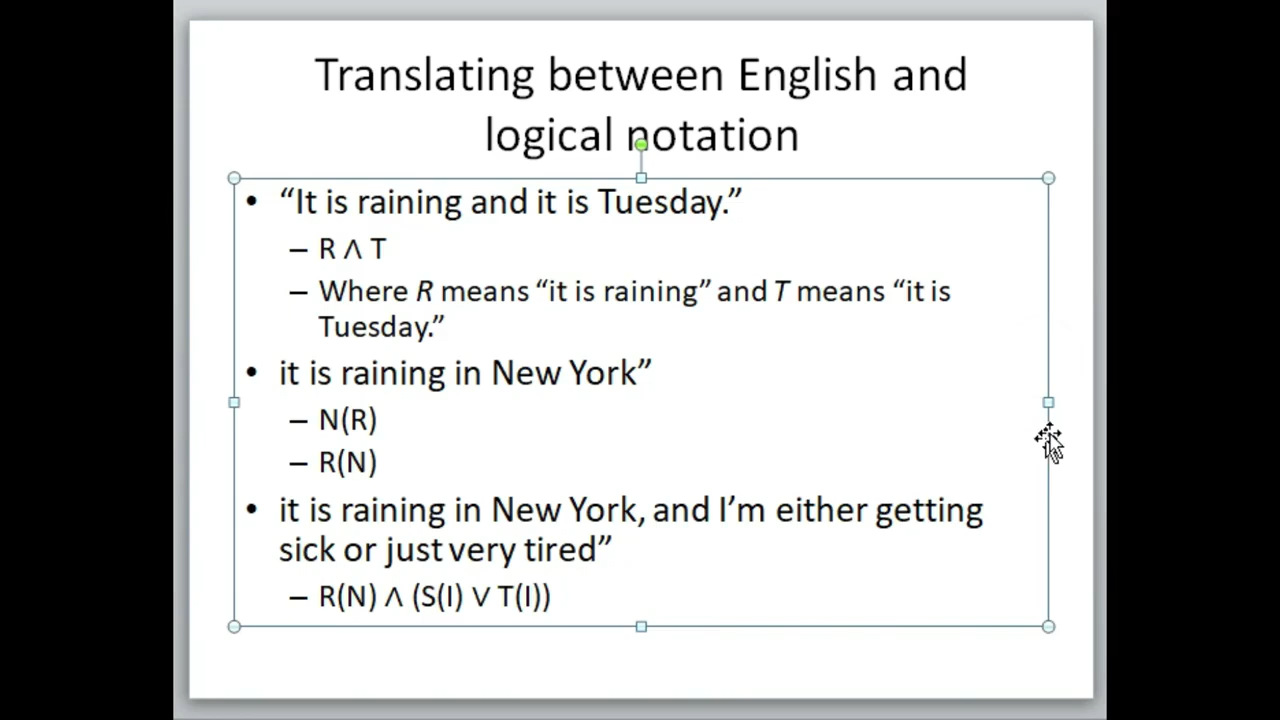 Translating between English and
logical notation
• “It is raining and it is Tuesday.”
– R ∧ T
– Where R means “it is raining” and T means “it is
Tuesday.”
• it is raining in New York”
– N(R)
– R(N)
• it is raining in New York, and I’m either getting
sick or just very tired”
– R(N) ∧ (S(I) ∨ T(I))